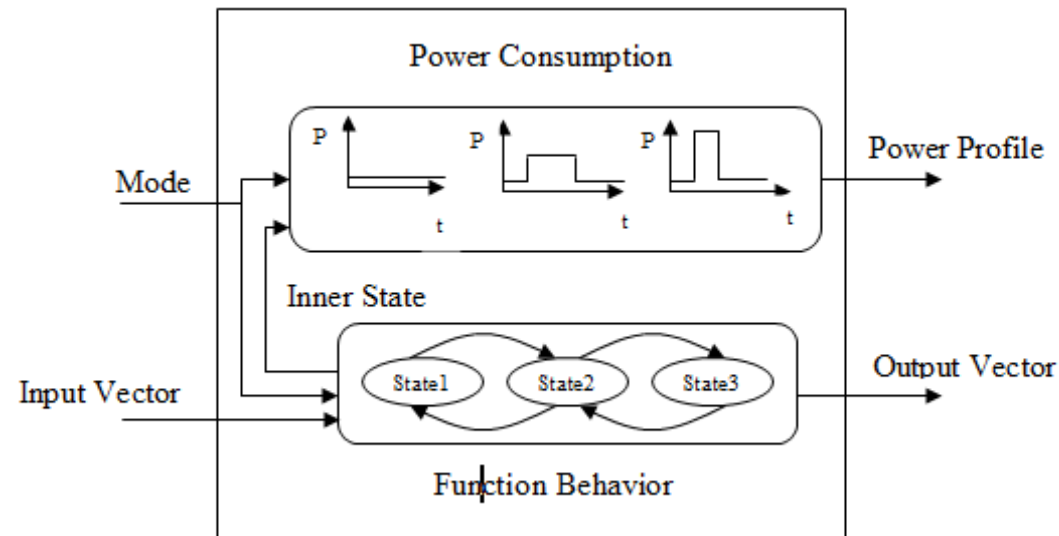 Power Consumption
P
P
P
t
t
t
Power Profile
Mode
Inner State
State1
State2
State3
Input Vector
Output Vector
Function Behavior